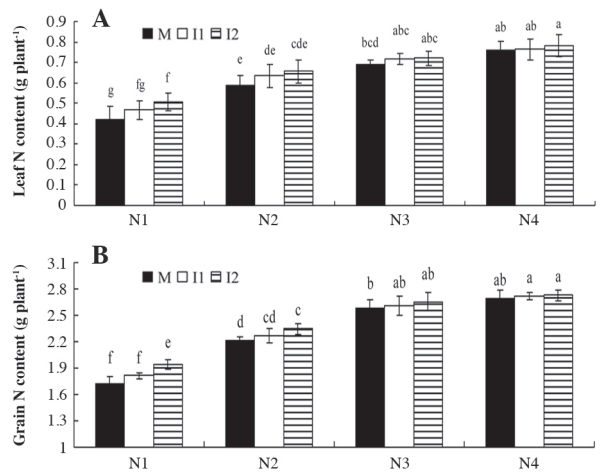 A
M I1 I2
Leaf N content (g plant⁻¹)
0.9
0.8
0.7
0.6
0.5
0.4
0.3
0.2
0.1
0
g fg f e de cde bcd abc abc ab ab a
N1 N2 N3 N4
B
M I1 I2
Grain N content (g plant⁻¹)
3.1
2.8
2.5
2.2
1.9
1.6
1.3
1
f f e d cd c b ab ab ab a a
N1 N2 N3 N4